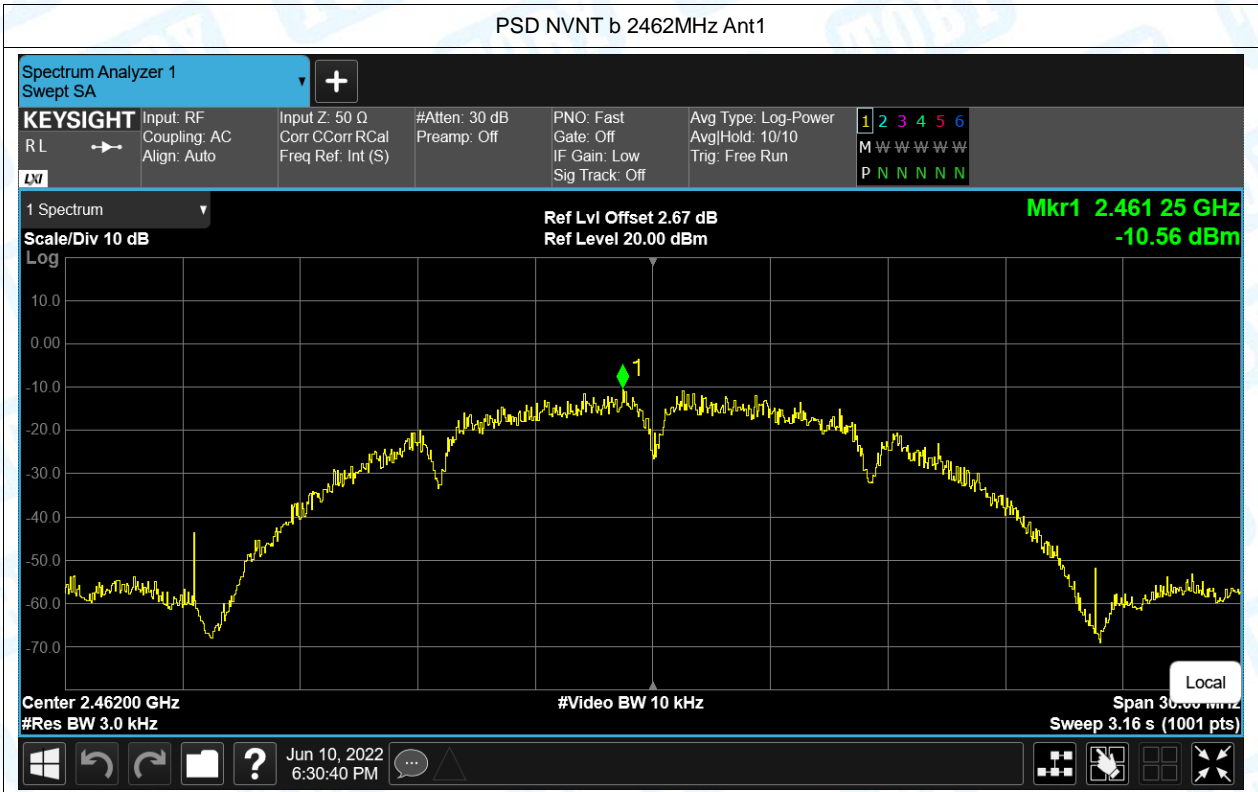 PSD NVNT b 2462MHz Ant1
Spectrum Analyzer 1
Swept SA
KEYSIGHT
RL
LXI
Input: RF
Coupling: AC
Align: Auto
Input Z: 50 Ω
Corr CCorr RCal
Freq Ref: Int (S)
#Atten: 30 dB
Preamp: Off
PNO: Fast
Gate: Off
IF Gain: Low
Sig Track: Off
Avg Type: Log-Power
Avg|Hold: 10/10
Trig: Free Run
1 2 3 4 5 6
M W W W W W
P N N N N N
1 Spectrum
Scale/Div 10 dB
Log
Ref Lvl Offset 2.67 dB
Ref Level 20.00 dBm
Mkr1 2.461 25 GHz
-10.56 dBm
1
10.0
0.00
-10.0
-20.0
-30.0
-40.0
-50.0
-60.0
-70.0
Local
Center 2.46200 GHz
#Video BW 10 kHz
Span 30.00 MHz
#Res BW 3.0 kHz
Sweep 3.16 s (1001 pts)
?
Jun 10, 2022
6:30:40 PM